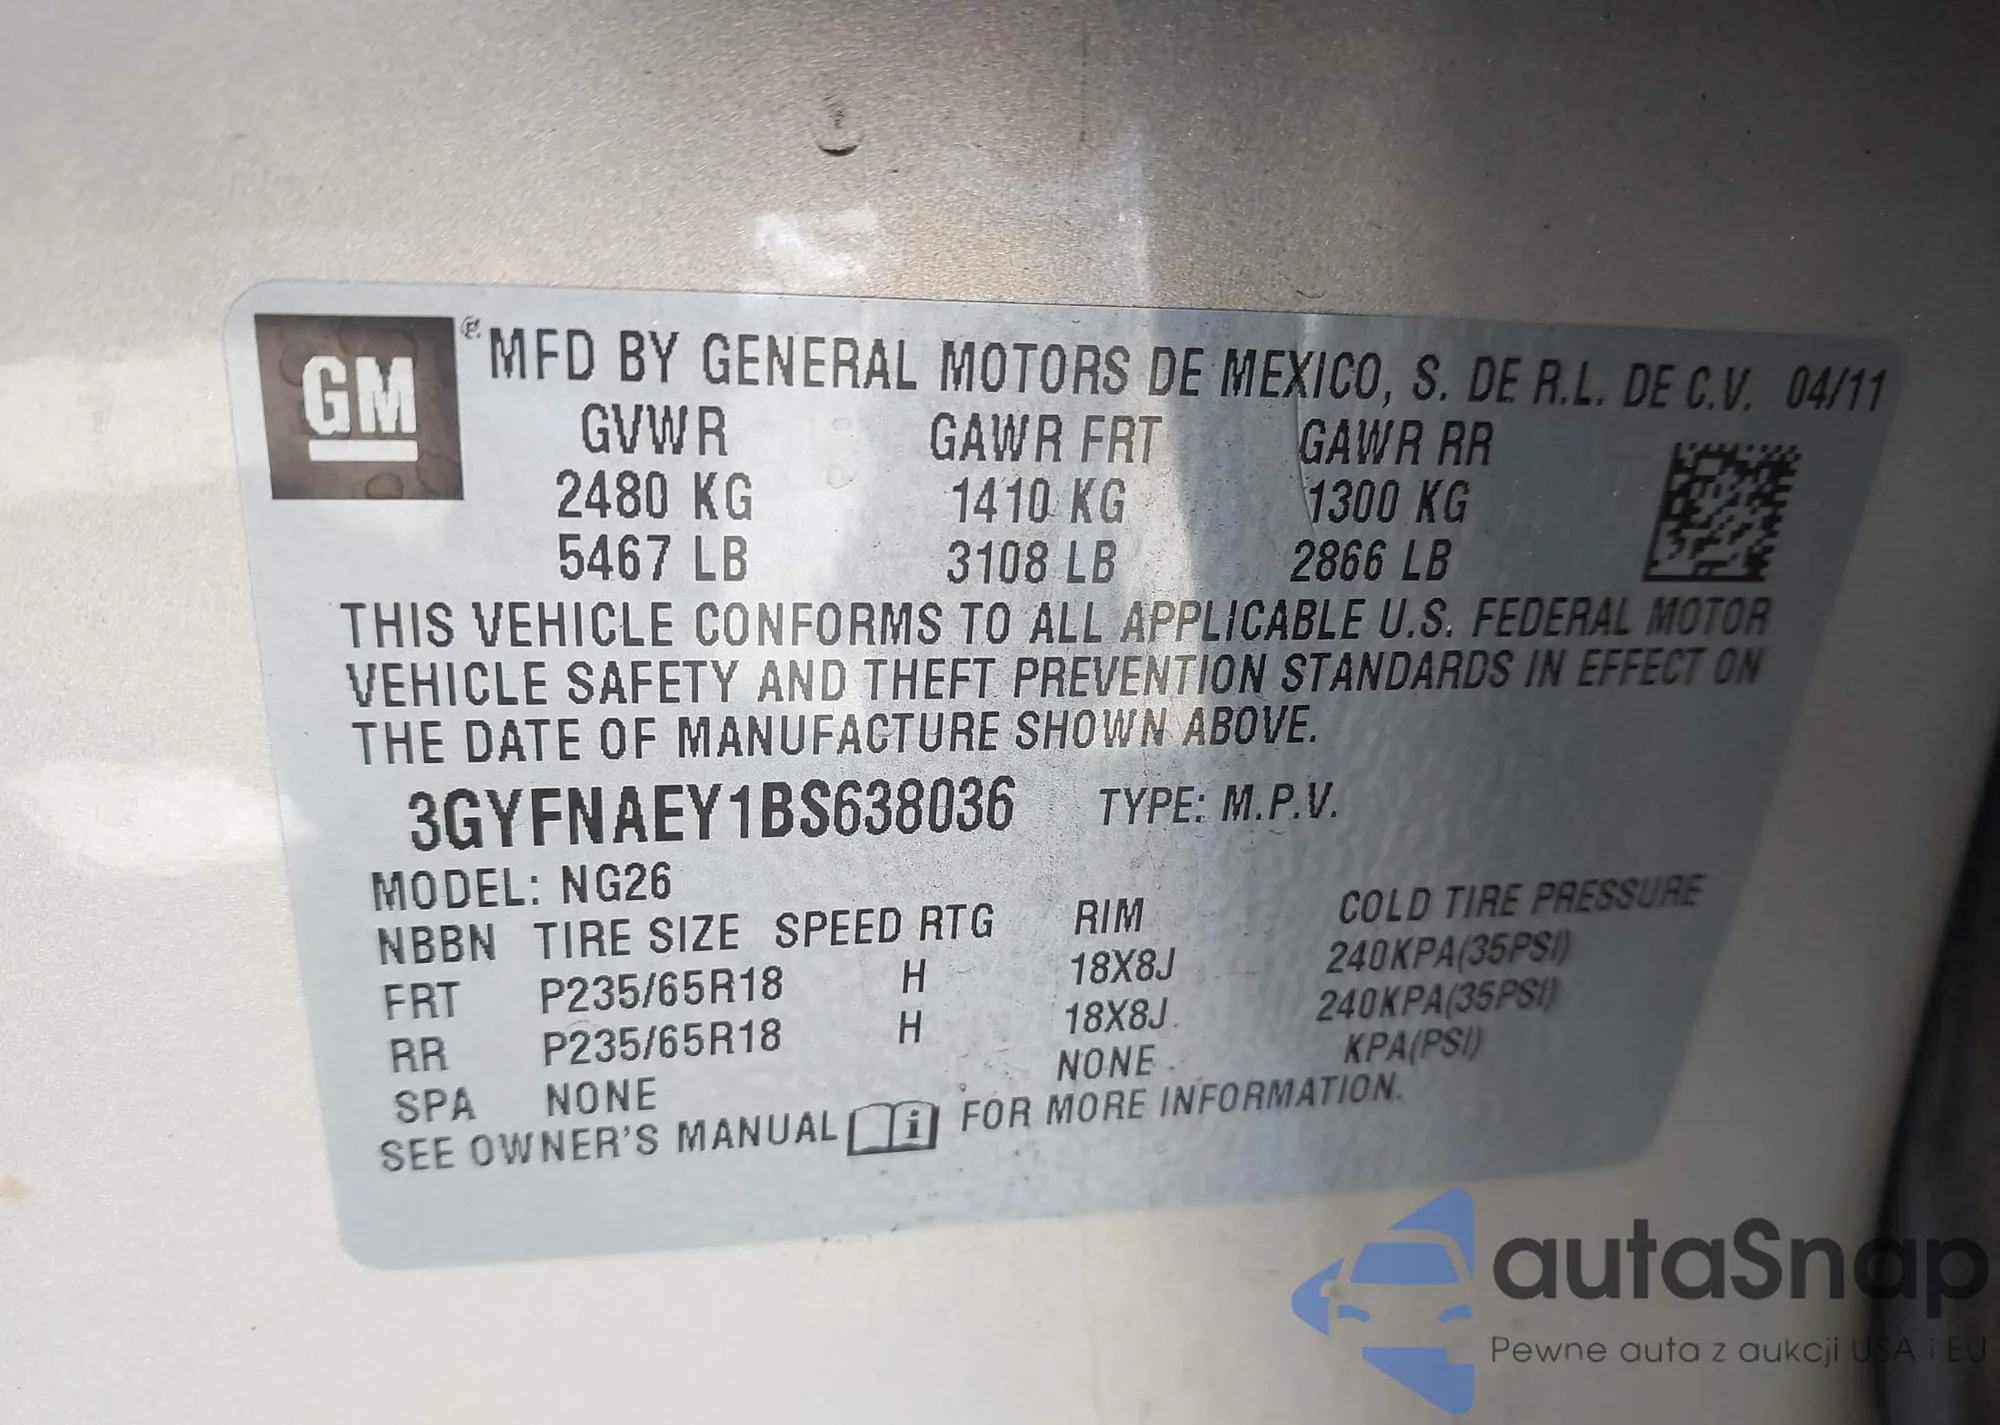 GM
® MFD BY GENERAL MOTORS DE MEXICO, S. DE R.L. DE C.V. 04/11
GVWR GAWR FRT GAWR RR
2480 KG 1410 KG 1300 KG
5467 LB 3108 LB 2866 LB
THIS VEHICLE CONFORMS TO ALL APPLICABLE U.S. FEDERAL MOTOR
VEHICLE SAFETY AND THEFT PREVENTION STANDARDS IN EFFECT ON
THE DATE OF MANUFACTURE SHOWN ABOVE.
3GYFNAEY1BS638036 TYPE: M.P.V.
MODEL: NG26
NBBN TIRE SIZE SPEED RTG RIM COLD TIRE PRESSURE
FRT P235/65R18 H 18X8J 240KPA(35PSI)
RR P235/65R18 H 18X8J 240KPA(35PSI)
SPA NONE NONE KPA(PSI)
SEE OWNER'S MANUAL i FOR MORE INFORMATION.
autaSnap
Pewne auta z aukcji USA i EU